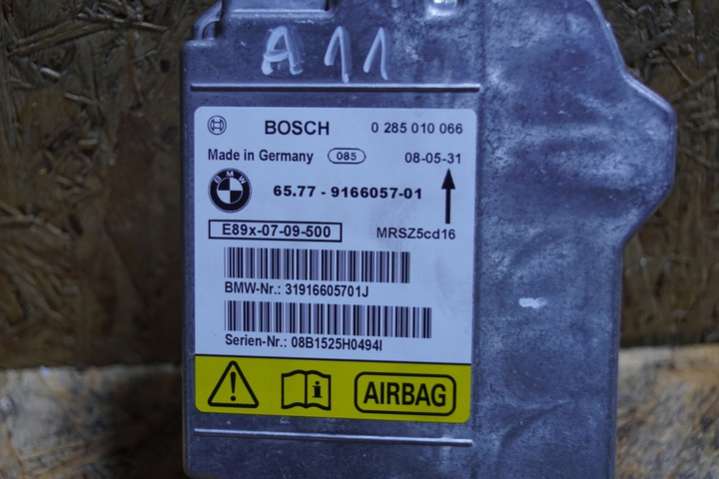 A 11
BOSCH 0 285 010 066
Made in Germany 085 08-05-31
BMW 65.77 - 9166057-01
E89x-07-09-500 MRSZ5cd16
BMW-Nr.: 31916605701J
Serien-Nr.: 08B1525H0494I
AIRBAG